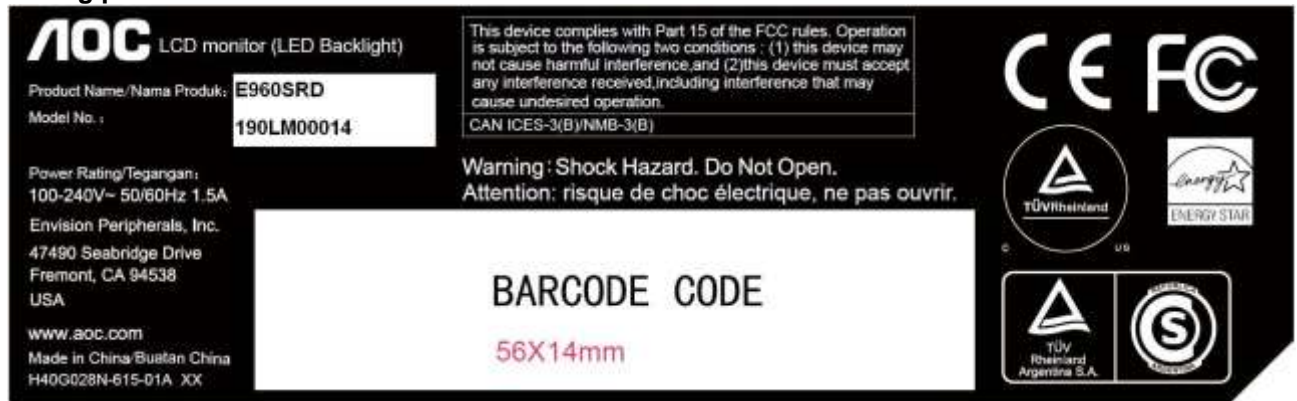 AOC LCD monitor (LED Backlight)
Product Name/Nama Produk: E960SRD
Model No. : 190LM00014
Power Rating/Tegangan:
100-240V~ 50/60Hz 1.5A
Envision Peripherals, Inc.
47490 Seabridge Drive
Fremont, CA 94538
USA
www.aoc.com
Made in China/Buatan China
H40G028N-615-01A XX
This device complies with Part 15 of the FCC rules. Operation
is subject to the following two conditions : (1) this device may
not cause harmful interference,and (2)this device must accept
any interference received,including interference that may
cause undesired operation.
CAN ICES-3(B)/NMB-3(B)
Warning: Shock Hazard. Do Not Open.
Attention: risque de choc électrique, ne pas ouvrir.
BARCODE CODE
56X14mm
CE FC
TÜVRheinland
C US
energy
ENERGY STAR
TÜV
Rheinland
Argentina S.A.
REPUBLICA
S
ARGENTINA